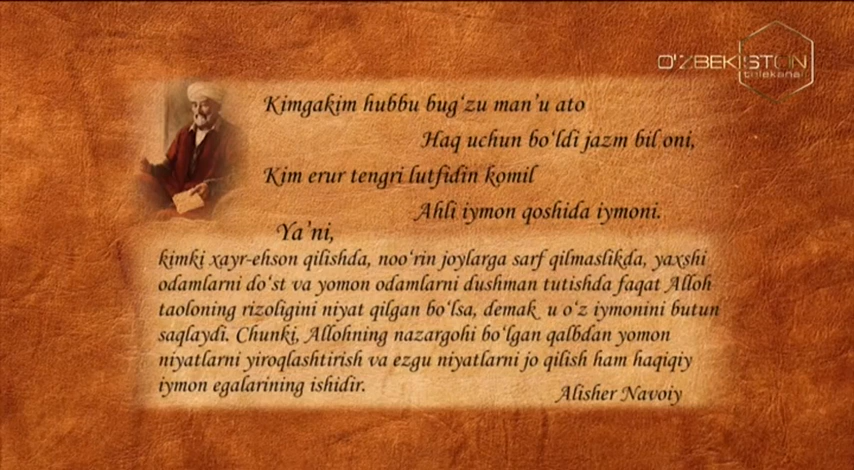 O'ZBEKISTON
telekanal
Kimgakim hubbu bug‘zu man’u ato
Haq uchun bo‘ldi jazm bil oni,
Kim erur tengri lutfidin komil
Ahli iymon qoshida iymoni.
Ya’ni,
kimki xayr-ehson qilishda, noo‘rin joylarga sarf qilmaslikda, yaxshi
odamlarni do‘st va yomon odamlarni dushman tutishda faqat Alloh
taoloning rizoligini niyat qilgan bo‘lsa, demak u o‘z iymonini butun
saqlaydi. Chunki, Allohning nazargohi bo‘lgan qalbdan yomon
niyatlarni yiroqlashtirish va ezgu niyatlarni jo qilish ham haqiqiy
iymon egalarining ishidir.
Alisher Navoiy